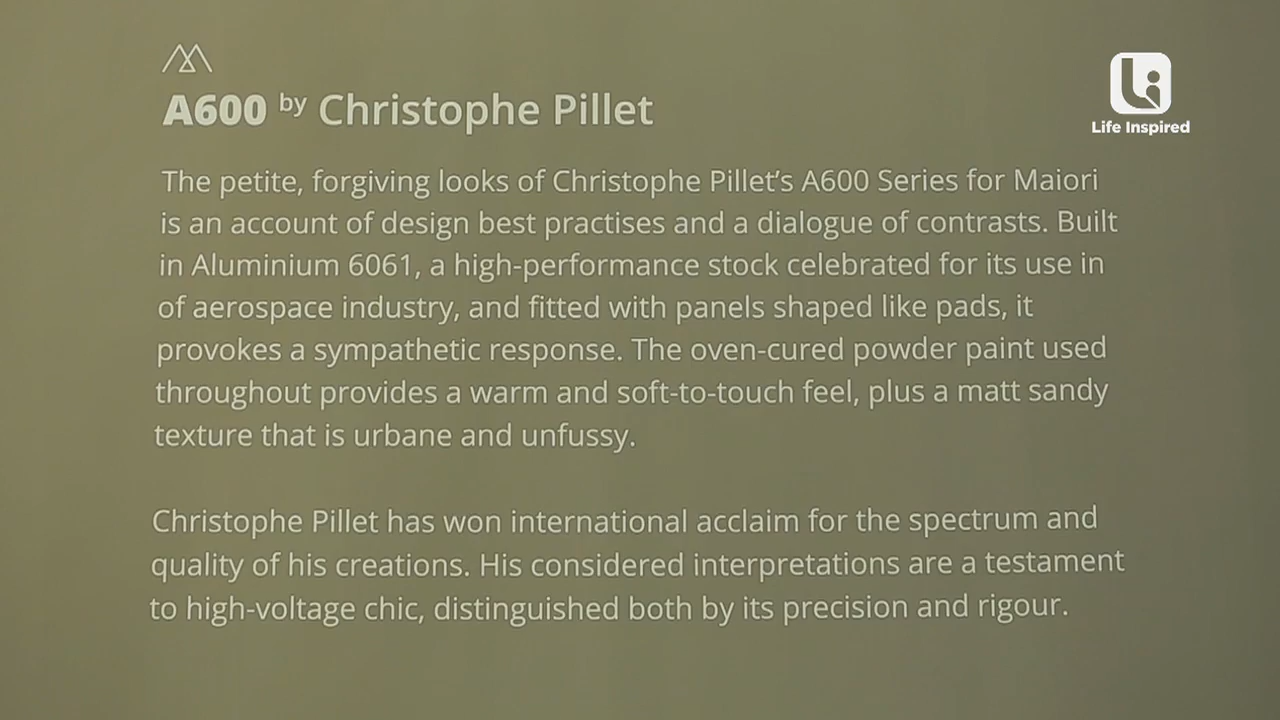 A600 by Christophe Pillet
Life Inspired
The petite, forgiving looks of Christophe Pillet's A600 Series for Maiori
is an account of design best practises and a dialogue of contrasts. Built
in Aluminium 6061, a high-performance stock celebrated for its use in
of aerospace industry, and fitted with panels shaped like pads, it
provokes a sympathetic response. The oven-cured powder paint used
throughout provides a warm and soft-to-touch feel, plus a matt sandy
texture that is urbane and unfussy.
Christophe Pillet has won international acclaim for the spectrum and
quality of his creations. His considered interpretations are a testament
to high-voltage chic, distinguished both by its precision and rigour.